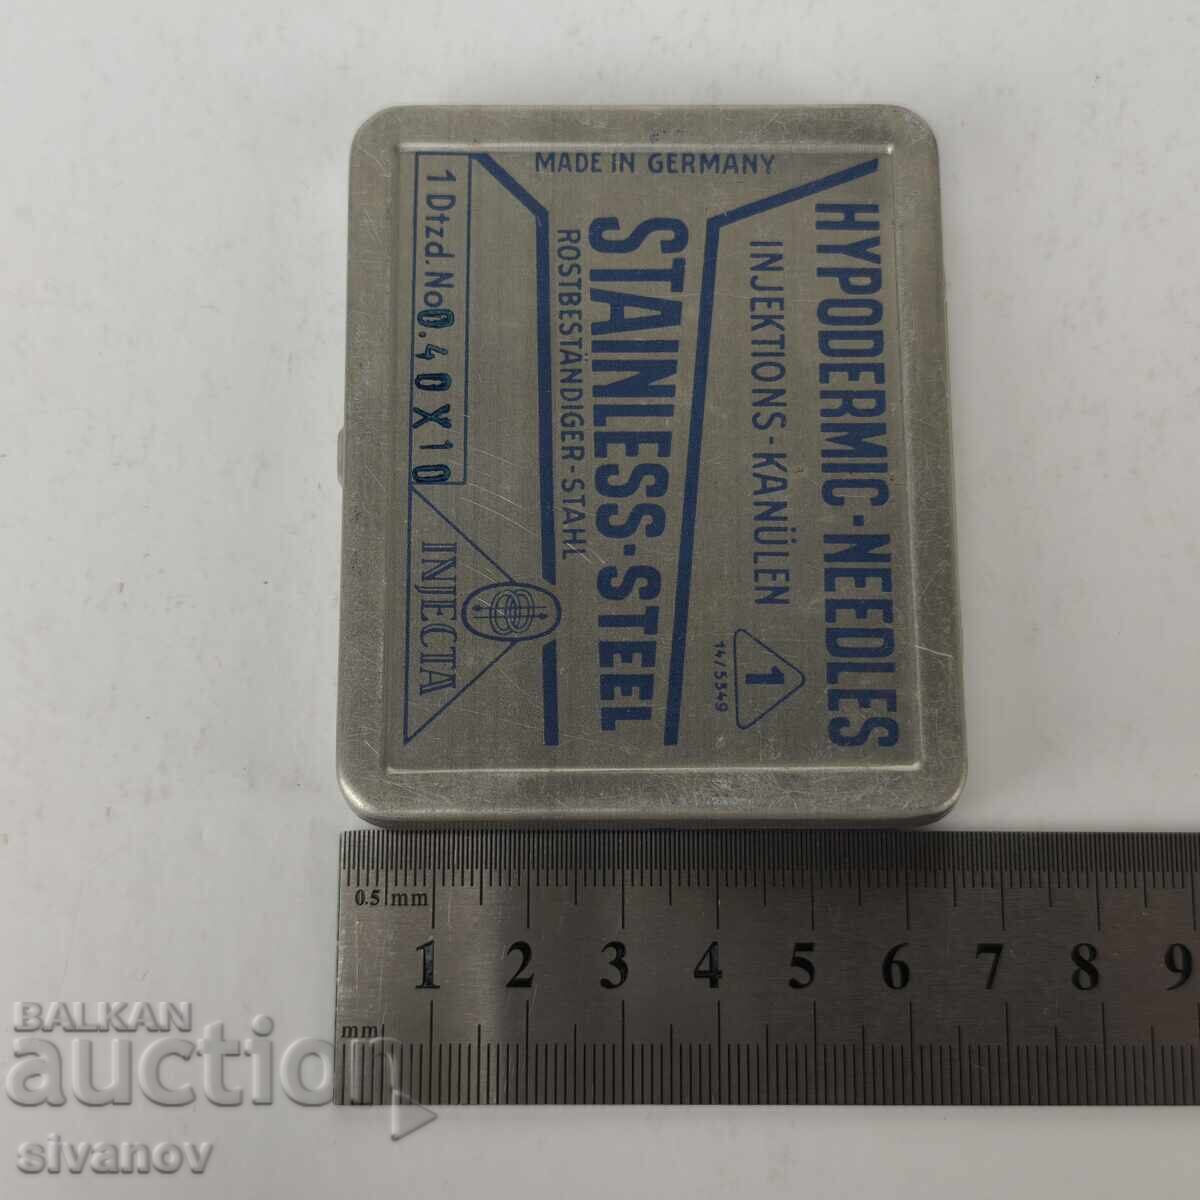 HYPODERMIC-NEEDLES
INJEKTIONS-KANÜLEN
1
14/5349
STAINLESS-STEEL
ROSTBESTÄNDIGER-STAHL
MADE IN GERMANY
1 Dtzd. No 0.40 X 10
INJECTA
0.5 mm
1 2 3 4 5 6 7 8 9
mm
BALKAN
auction
sivanov